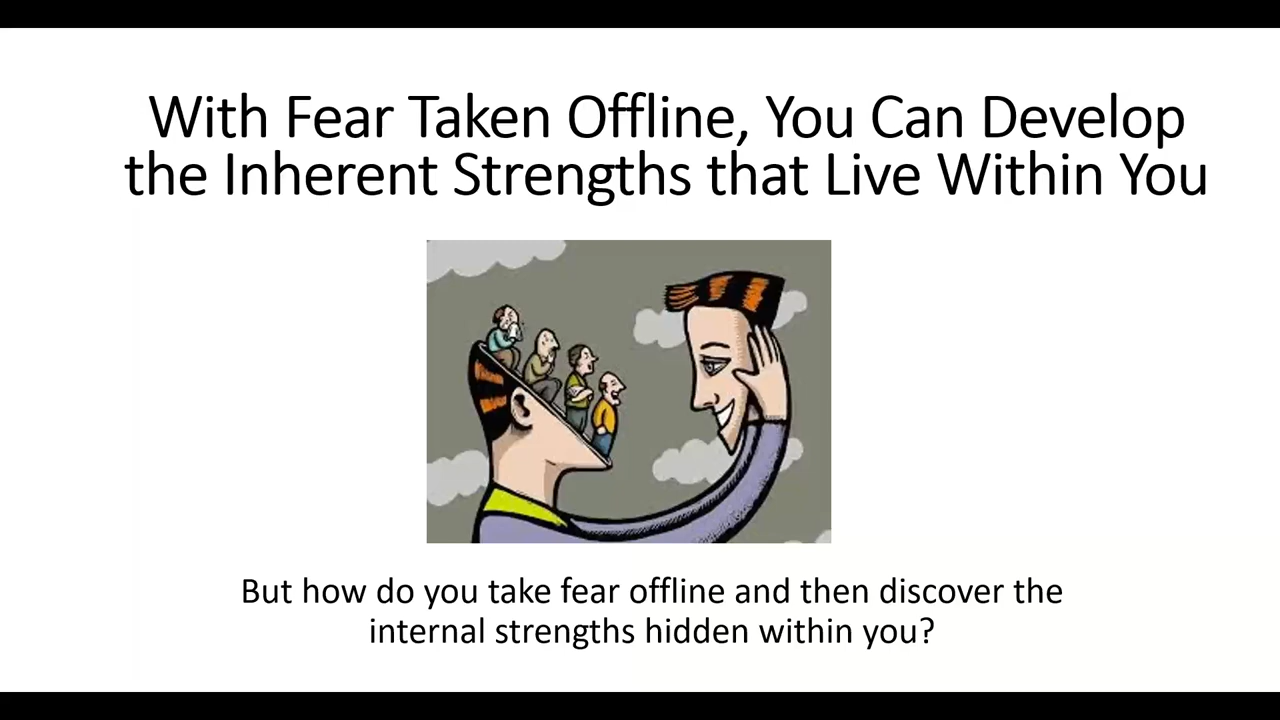 With Fear Taken Offline, You Can Develop
the Inherent Strengths that Live Within You
But how do you take fear offline and then discover the
internal strengths hidden within you?